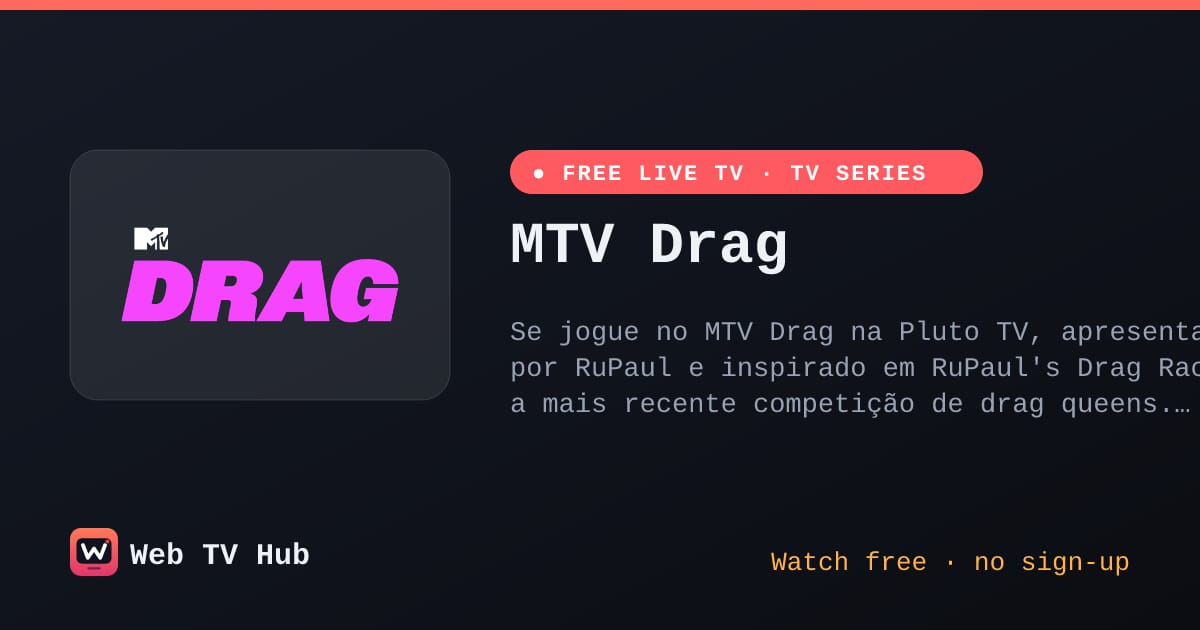 MTV
DRAG
• FREE LIVE TV · TV SERIES
MTV Drag
Se jogue no MTV Drag na Pluto TV, apresenta
por RuPaul e inspirado em RuPaul's Drag Rac
a mais recente competição de drag queens.…
W
Web TV Hub
Watch free · no sign-up